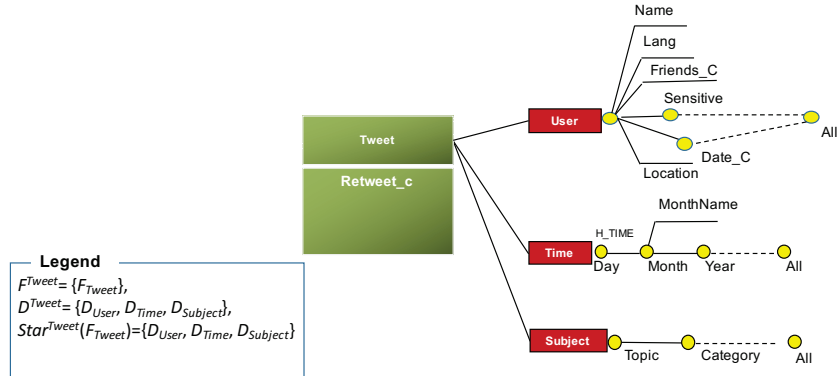 Name
Lang
Friends_C
Sensitive
User
All
Date_C
Location
Tweet
Retweet_c
MonthName
H_TIME
Time
Day
Month
Year
All
Legend
F^Tweet= {F_Tweet},
D^Tweet= {D_User, D_Time, D_Subject},
Star^Tweet(F_Tweet)={D_User, D_Time, D_Subject}
Subject
Topic
Category
All